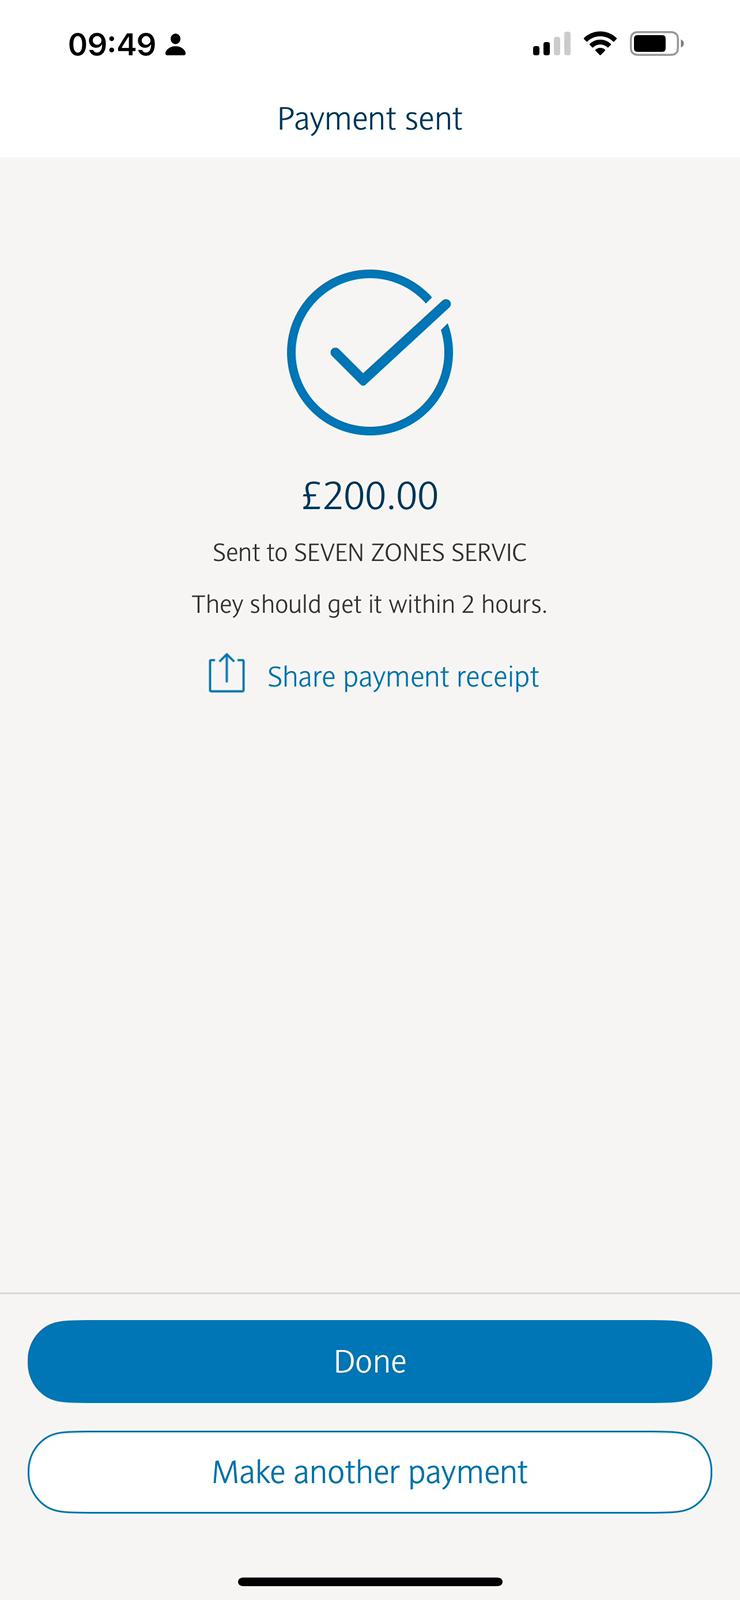 09:49
Payment sent
£200.00
Sent to SEVEN ZONES SERVIC
They should get it within 2 hours.
Share payment receipt
Done
Make another payment